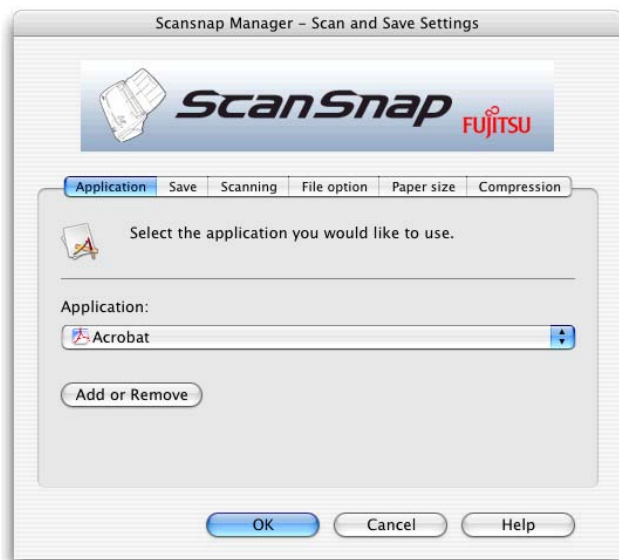 Scansnap Manager – Scan and Save Settings
ScanSnap FUJITSU
Application Save Scanning File option Paper size Compression
Select the application you would like to use.
Application:
Acrobat
Add or Remove
OK Cancel Help